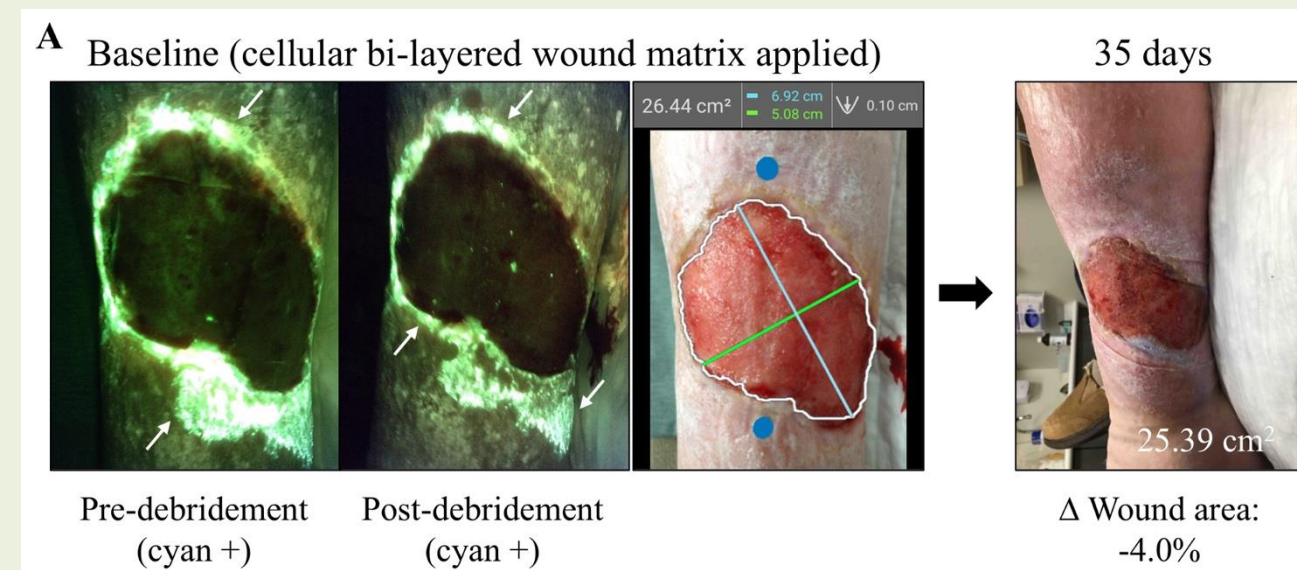 A
Baseline (cellular bi-layered wound matrix applied)
35 days
26.44 cm²
6.92 cm
5.08 cm
0.10 cm
25.39 cm²
Pre-debridement
(cyan +)
Post-debridement
(cyan +)
Δ Wound area:
-4.0%